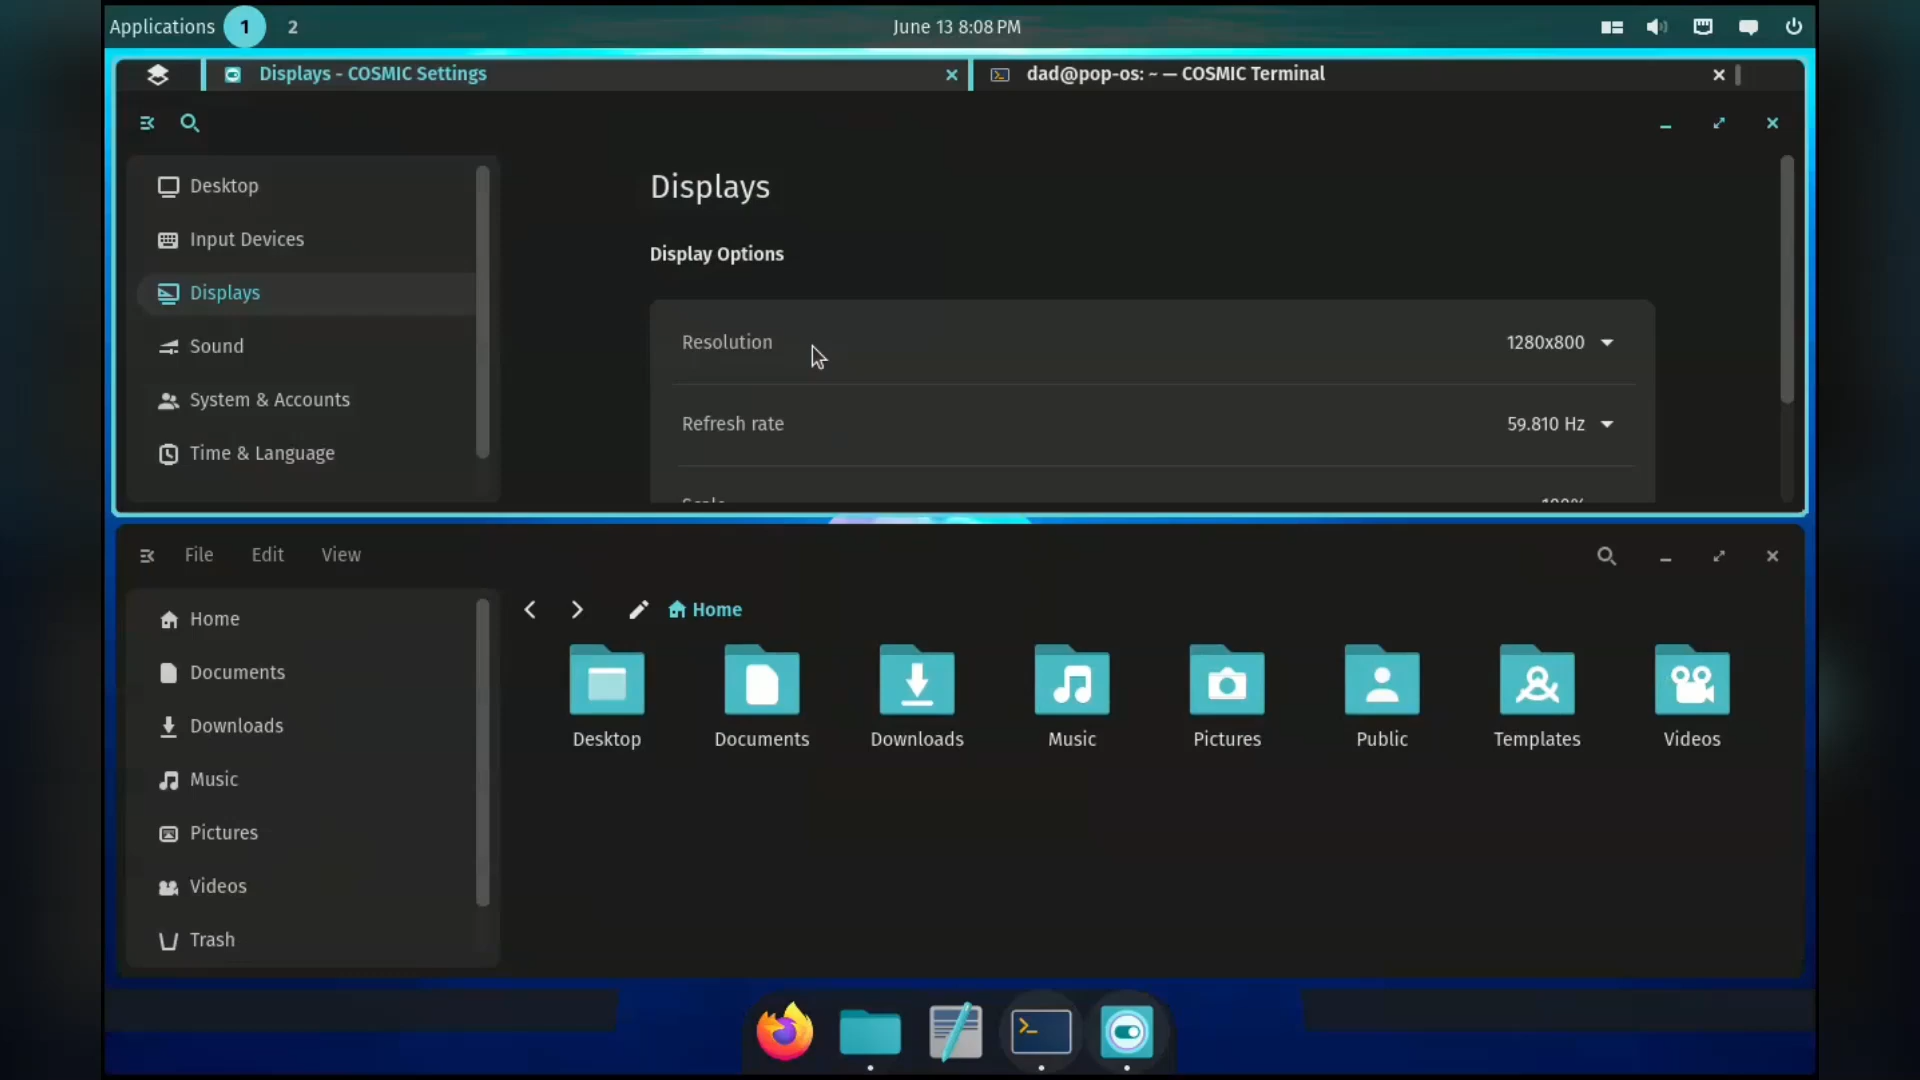 Applications 1 2 June 13 8:08 PM
Displays - COSMIC Settings dad@pop-os: ~ — COSMIC Terminal
Desktop
Input Devices
Displays
Sound
System & Accounts
Time & Language
Displays
Display Options
Resolution 1280x800
Refresh rate 59.810 Hz
File Edit View
Home
Documents
Downloads
Music
Pictures
Videos
Trash
Home
Desktop Documents Downloads Music Pictures Public Templates Videos